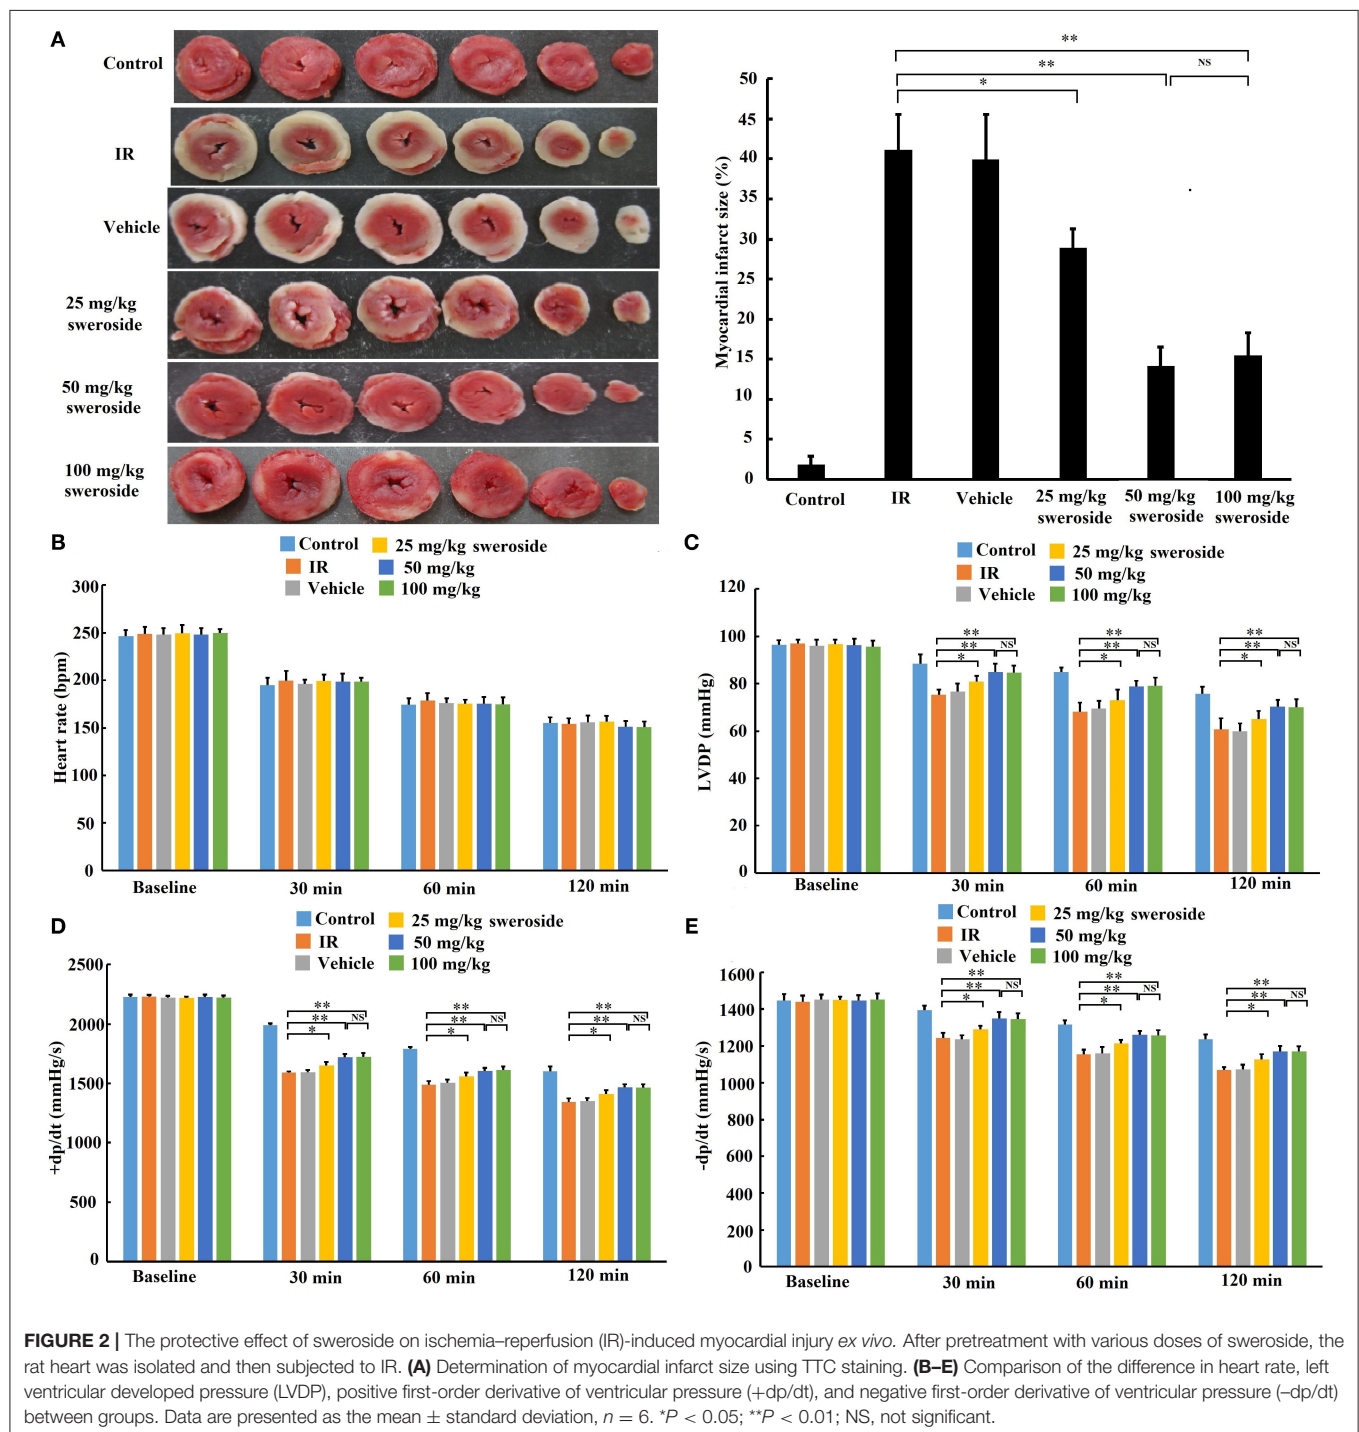 A
Control
IR
Vehicle
25 mg/kg
sweroside
50 mg/kg
sweroside
100 mg/kg
sweroside
**
**
NS
*
50
45
40
35
30
25
20
15
10
5
0
Myocardial infarct size (%)
Control
IR
Vehicle
25 mg/kg
sweroside
50 mg/kg
sweroside
100 mg/kg
sweroside
B
Control
25 mg/kg sweroside
IR
50 mg/kg
Vehicle
100 mg/kg
300
250
200
150
100
50
0
Heart rate (bpm)
Baseline
30 min
60 min
120 min
C
Control
25 mg/kg sweroside
IR
50 mg/kg
Vehicle
100 mg/kg
120
100
80
60
40
20
0
LVDP (mmHg)
**
**
NS
*
**
**
NS
*
**
**
NS
*
Baseline
30 min
60 min
120 min
D
Control
25 mg/kg sweroside
IR
50 mg/kg
Vehicle
100 mg/kg
2500
2000
1500
1000
500
0
+dp/dt (mmHg/s)
**
**
NS
*
**
**
NS
*
**
**
NS
*
Baseline
30 min
60 min
120 min
E
Control
25 mg/kg sweroside
IR
50 mg/kg
Vehicle
100 mg/kg
1600
1400
1200
1000
800
600
400
200
0
-dp/dt (mmHg/s)
**
**
NS
*
**
**
NS
*
**
**
NS
*
Baseline
30 min
60 min
120 min
FIGURE 2 | The protective effect of sweroside on ischemia–reperfusion (IR)-induced myocardial injury ex vivo. After pretreatment with various doses of sweroside, the
rat heart was isolated and then subjected to IR. (A) Determination of myocardial infarct size using TTC staining. (B–E) Comparison of the difference in heart rate, left
ventricular developed pressure (LVDP), positive first-order derivative of ventricular pressure (+dp/dt), and negative first-order derivative of ventricular pressure (–dp/dt)
between groups. Data are presented as the mean ± standard deviation, n = 6. *P < 0.05; **P < 0.01; NS, not significant.